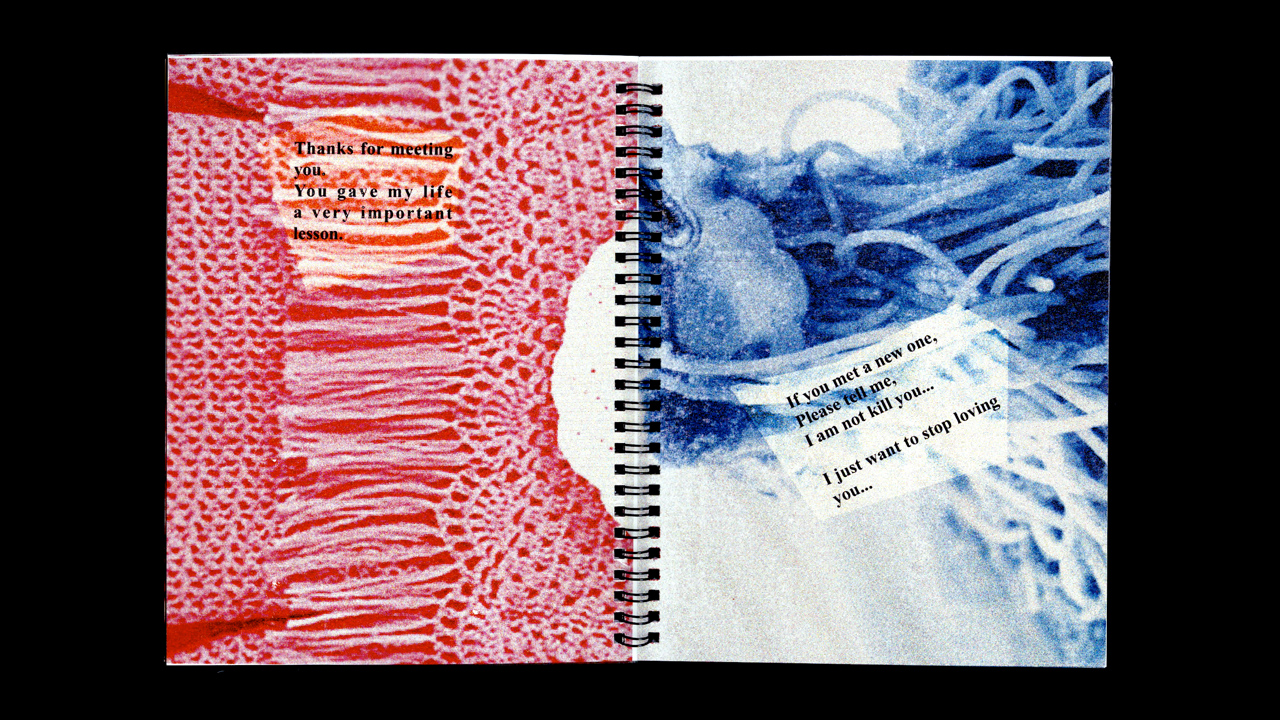 Thanks for meeting
you.
You gave my life
a very important
lesson.
If you met a new one,
Please tell me,
I am not kill you...
I just want to stop loving
you...